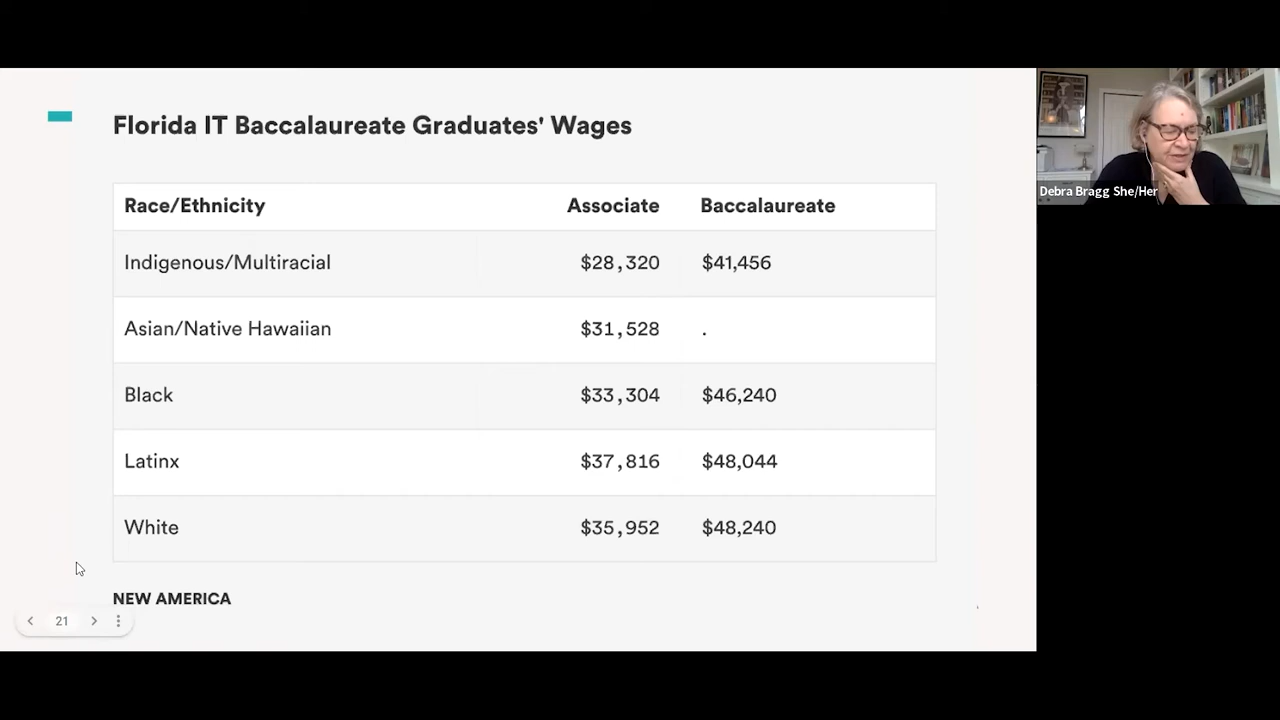 Florida IT Baccalaureate Graduates' Wages
Race/Ethnicity Associate Baccalaureate
Indigenous/Multiracial $28,320 $41,456
Asian/Native Hawaiian $31,528 .
Black $33,304 $46,240
Latinx $37,816 $48,044
White $35,952 $48,240
NEW AMERICA
21
Debra Bragg She/Her